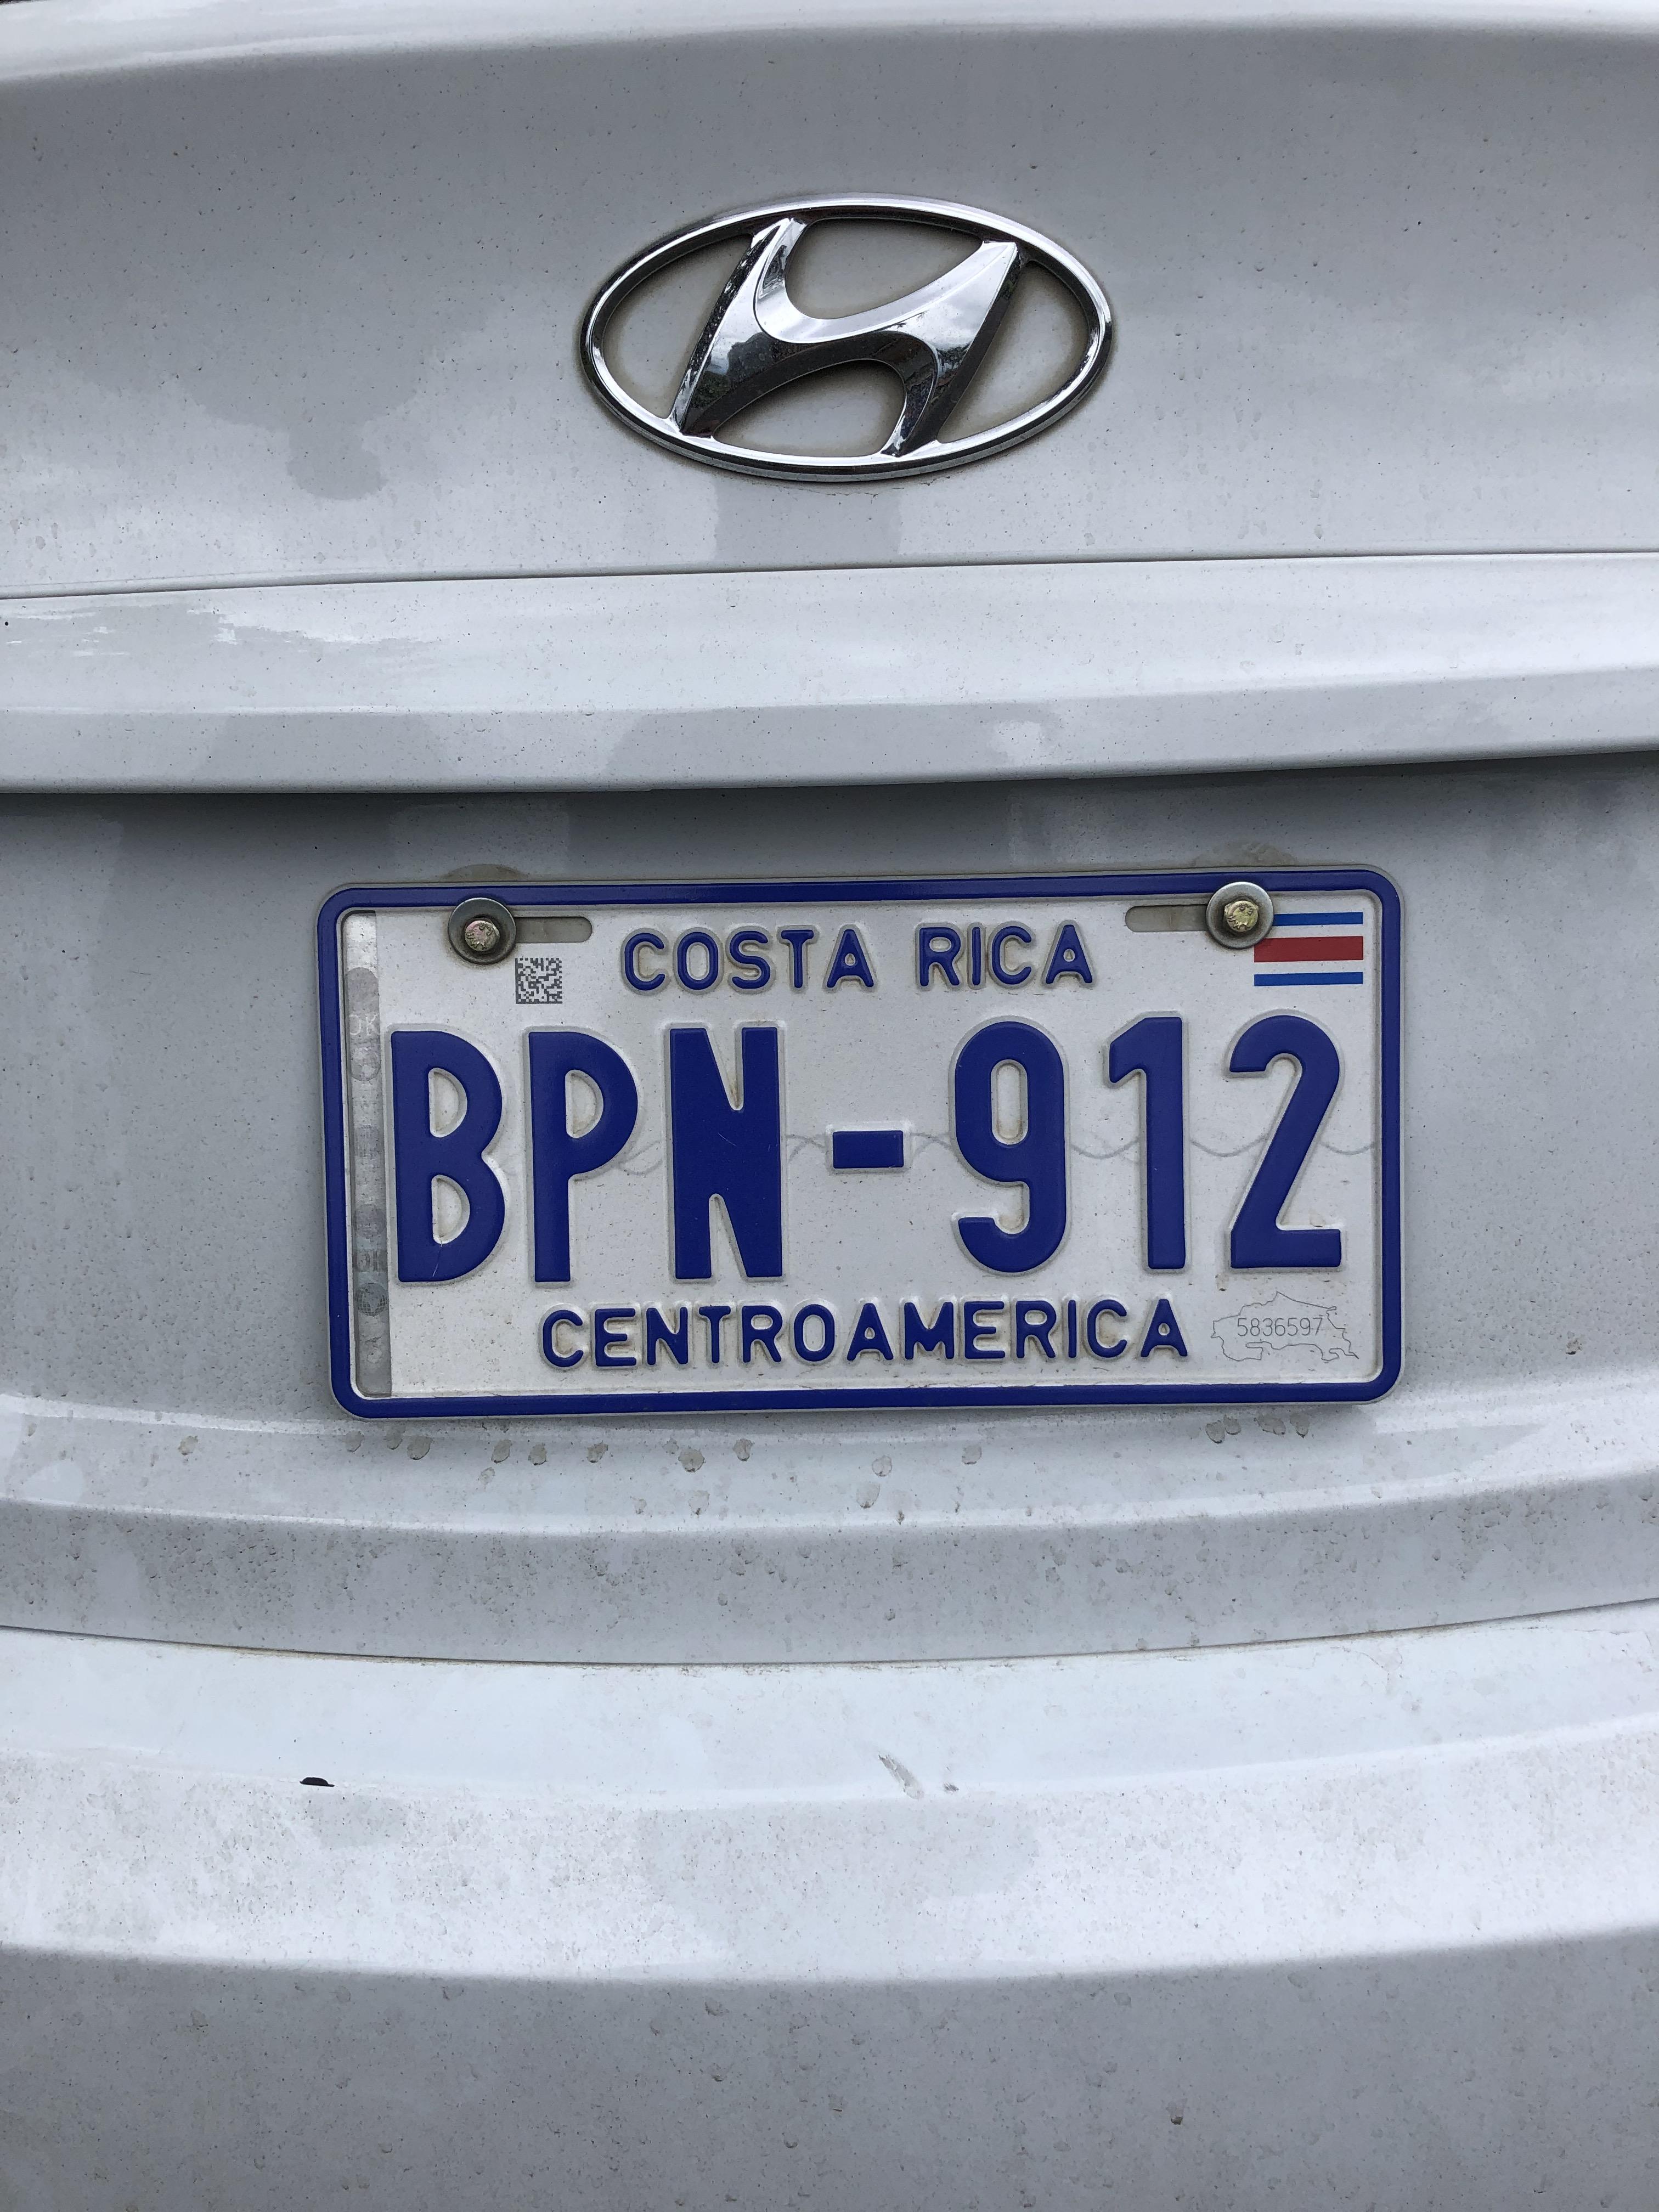 COSTA RICA
BPN-912
CENTROAMERICA
5836597